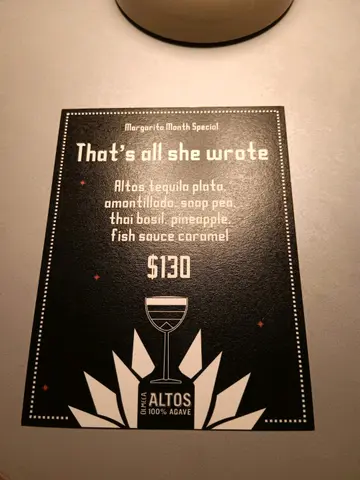 Margarita Month Special
That's all she wrote
Altos tequila plata,
amontillado, soap pea,
thai basil, pineapple,
fish sauce caramel
$130
OLMECA
ALTOS
100% AGAVE